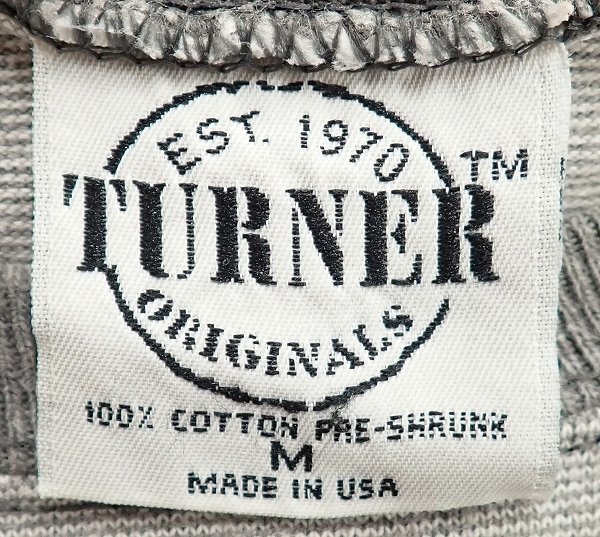 EST. 1970
TURNER TM
ORIGINALS
100% COTTON PRE-SHRUNK
M
MADE IN USA